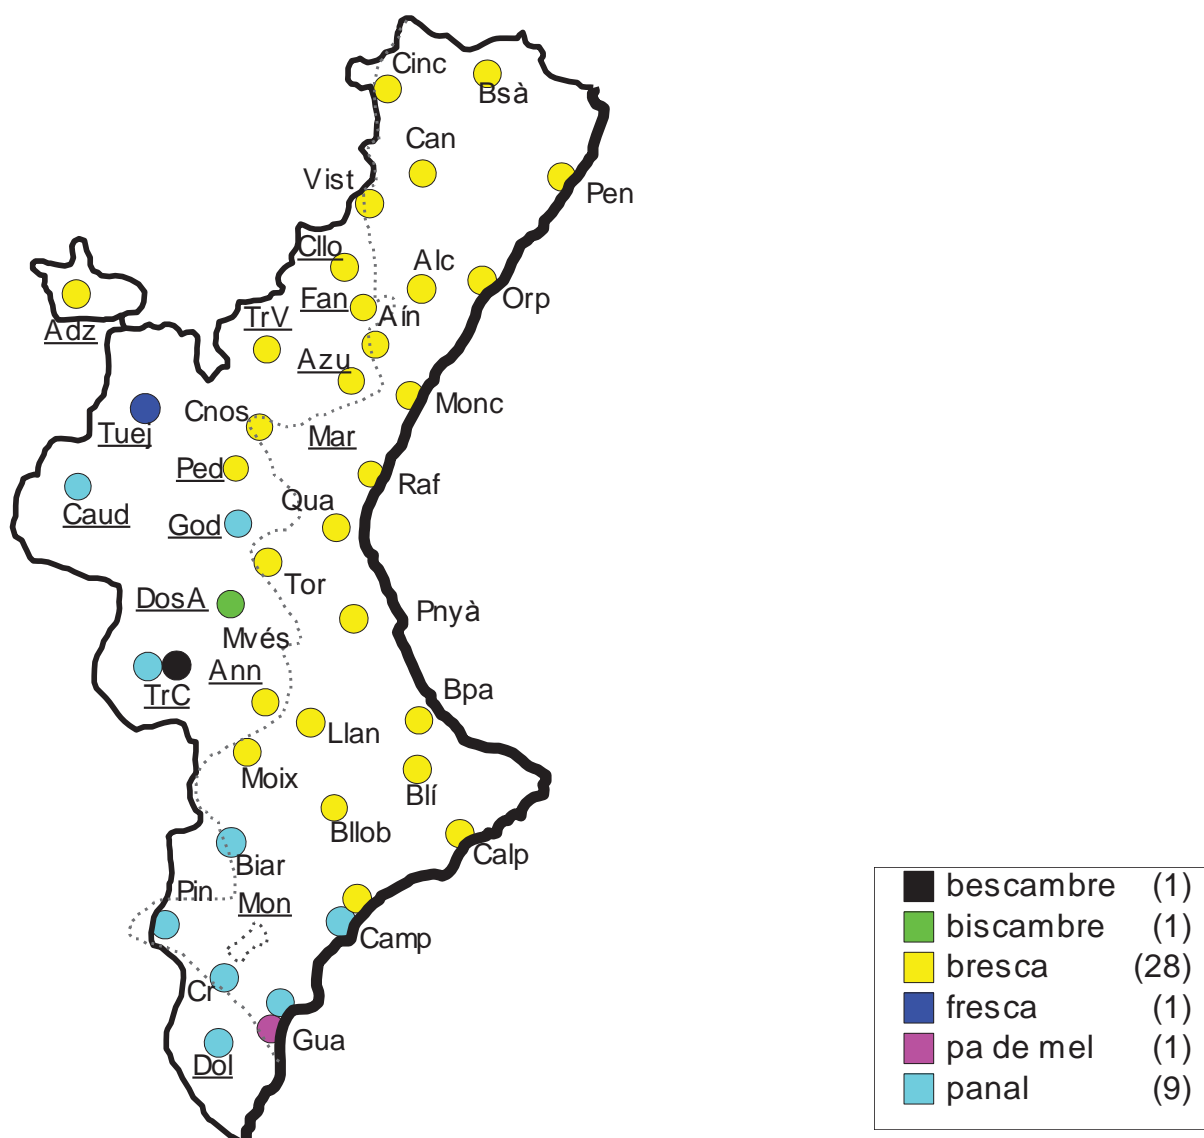 Cinc
Bsà
Can
Vist
Pen
Cllo
Alc
Fan
Orp
Adz
TrV
Aín
Azu
Monc
Cnos
Tuej
Mar
Ped
Raf
Caud
Qua
God
Tor
DosA
Pnyà
Mvés
Ann
TrC
Bpa
Llan
Moix
Blí
Bllob
Calp
Biar
Pin
Mon
Camp
Cr
Gua
Dol
bescambre (1)
biscambre (1)
bresca (28)
fresca (1)
pa de mel (1)
panal (9)